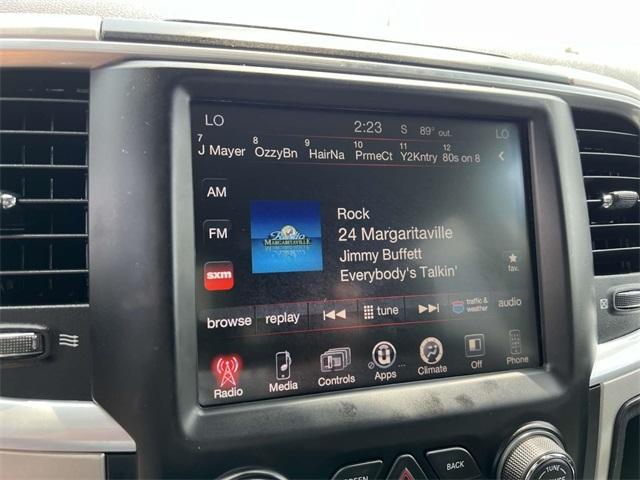 LO 2:23 S 89° out. LO
7 J Mayer 8 OzzyBn 9 HairNa 10 PrmeCt 11 Y2Kntry 12 80s on 8
AM
FM
sxm
MARGARITAVILLE
Rock
24 Margaritaville
Jimmy Buffett
Everybody's Talkin'
fav.
browse replay tune traffic & weather audio
Radio Media Controls Apps Climate Off Phone
BACK
TUNE